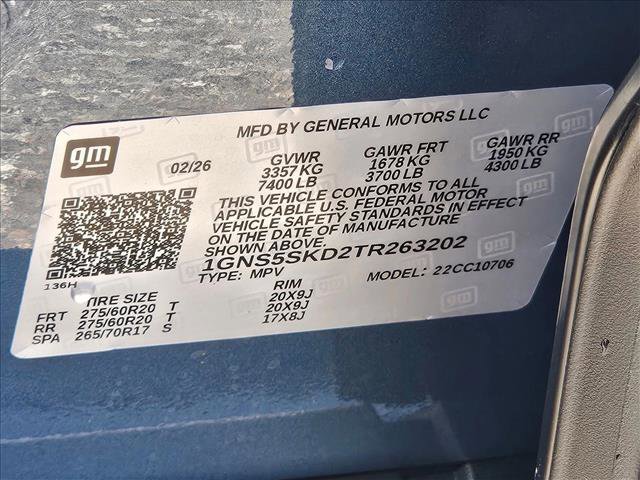 MFD BY GENERAL MOTORS LLC
gm
02/26 GVWR GAWR FRT GAWR RR
3357 KG 1678 KG 1950 KG
7400 LB 3700 LB 4300 LB
THIS VEHICLE CONFORMS TO ALL
APPLICABLE U.S. FEDERAL MOTOR
VEHICLE SAFETY STANDARDS IN EFFECT
ON THE DATE OF MANUFACTURE
SHOWN ABOVE.
1GNS5SKD2TR263202
136H
TYPE: MPV MODEL: 22CC10706
TIRE SIZE RIM
FRT 275/60R20 T 20X9J
RR 275/60R20 T 20X9J
SPA 265/70R17 S 17X8J